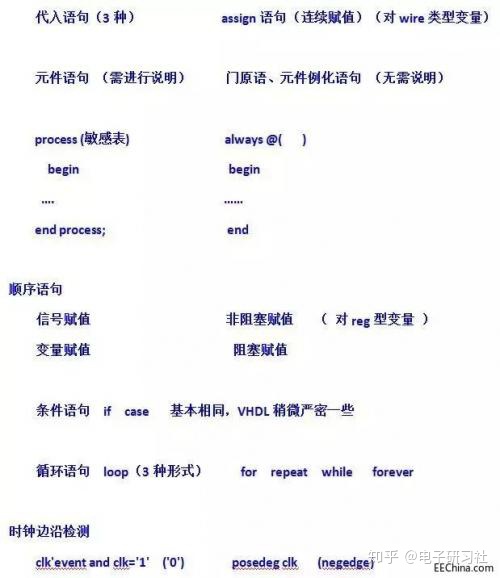 代入语句（3 种） assign 语句（连续赋值）（对 wire 类型变量）
元件语句 （需进行说明） 门原语、元件例化语句 （无需说明）
process (敏感表) always @( )
begin begin
.... ......
end process; end
顺序语句
信号赋值 非阻塞赋值 （ 对 reg 型变量 ）
变量赋值 阻塞赋值
条件语句 if case 基本相同，VHDL 稍微严密一些
循环语句 loop（3 种形式） for repeat while forever
时钟边沿检测
clk'event and clk='1' ('0') posedeg clk (negedge)
知乎 @电子研习社
EEChina.com